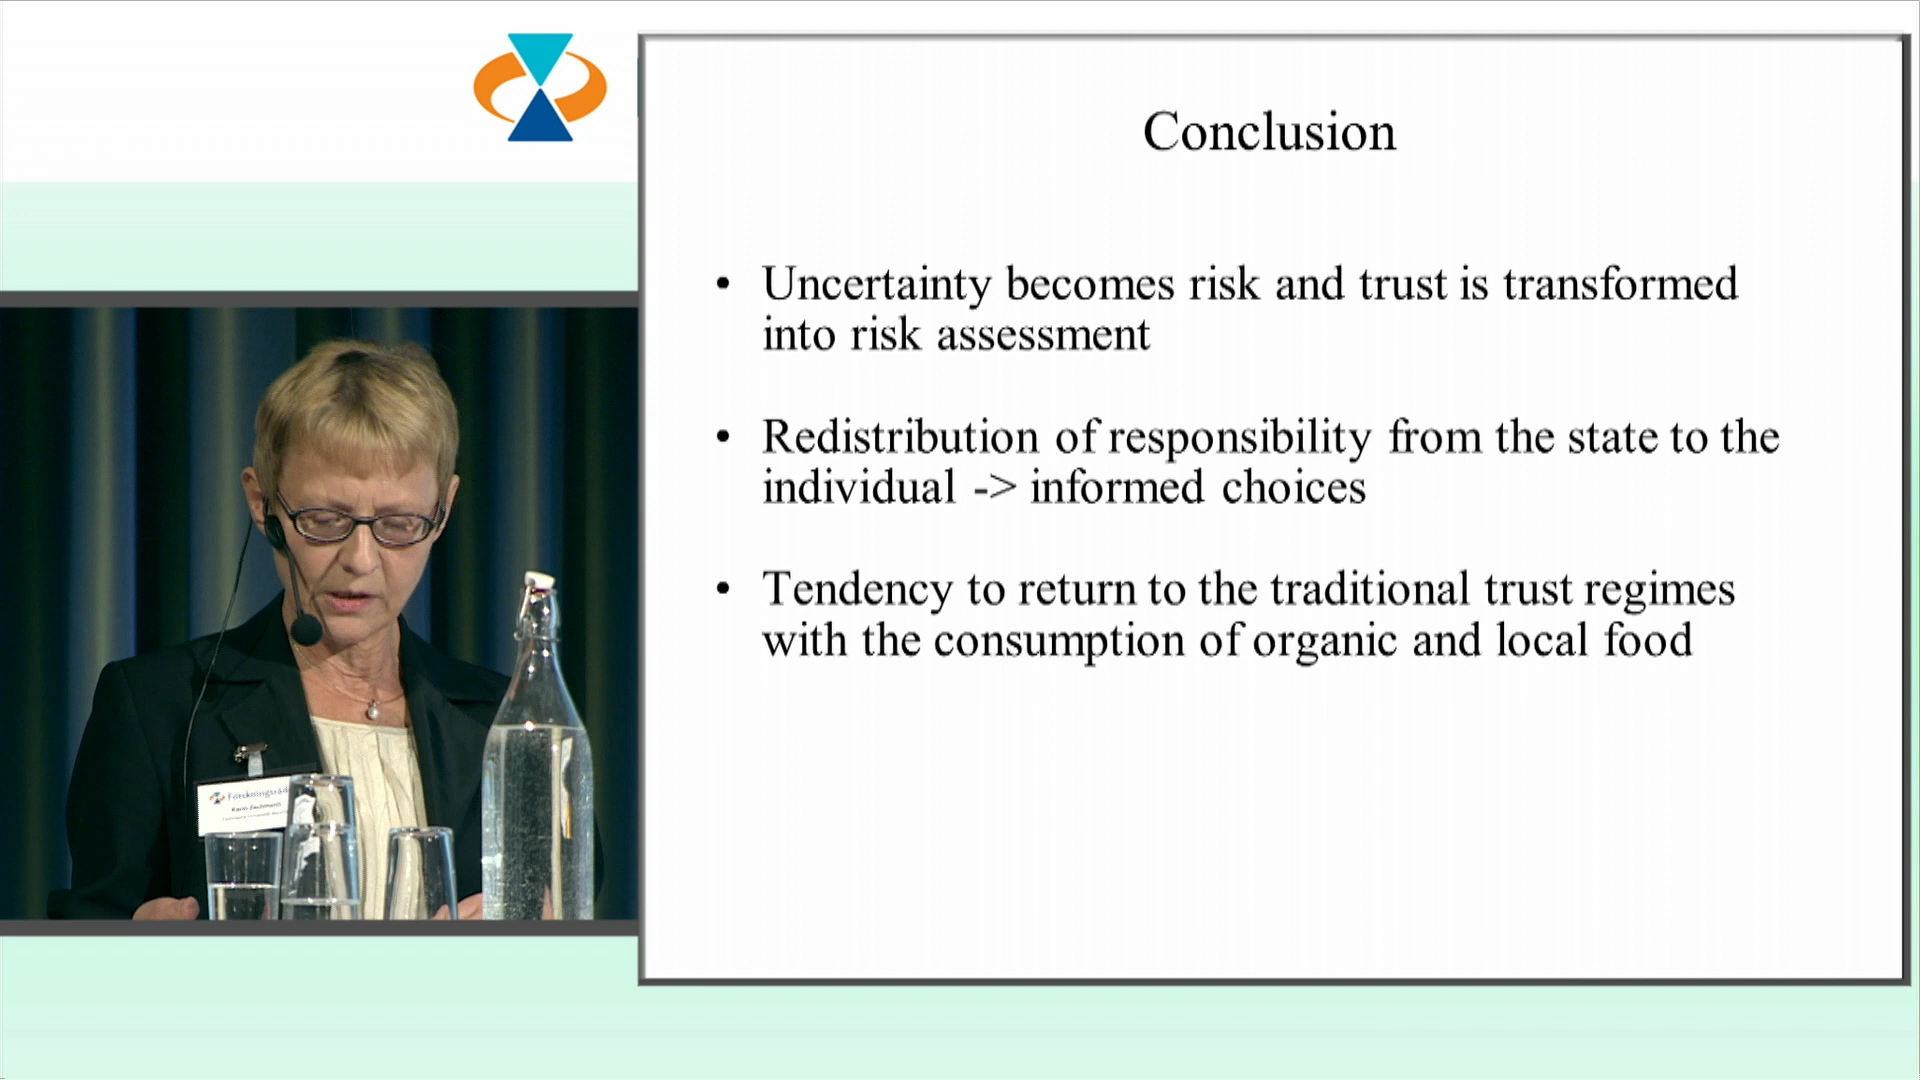 Conclusion
• Uncertainty becomes risk and trust is transformed
into risk assessment
• Redistribution of responsibility from the state to the
individual -> informed choices
• Tendency to return to the traditional trust regimes
with the consumption of organic and local food